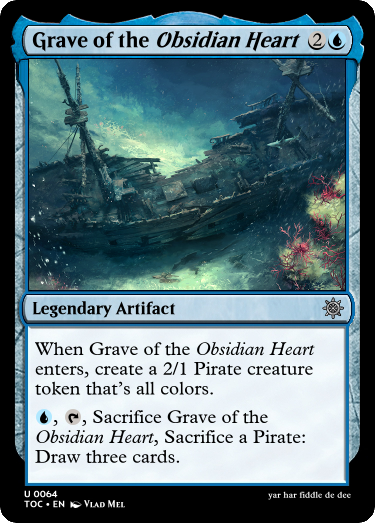 Grave of the Obsidian Heart 2
Legendary Artifact
When Grave of the Obsidian Heart
enters, create a 2/1 Pirate creature
token that's all colors.
, , Sacrifice Grave of the
Obsidian Heart, Sacrifice a Pirate:
Draw three cards.
U 0064
TOC • EN Vlad Mel
yar har fiddle de dee